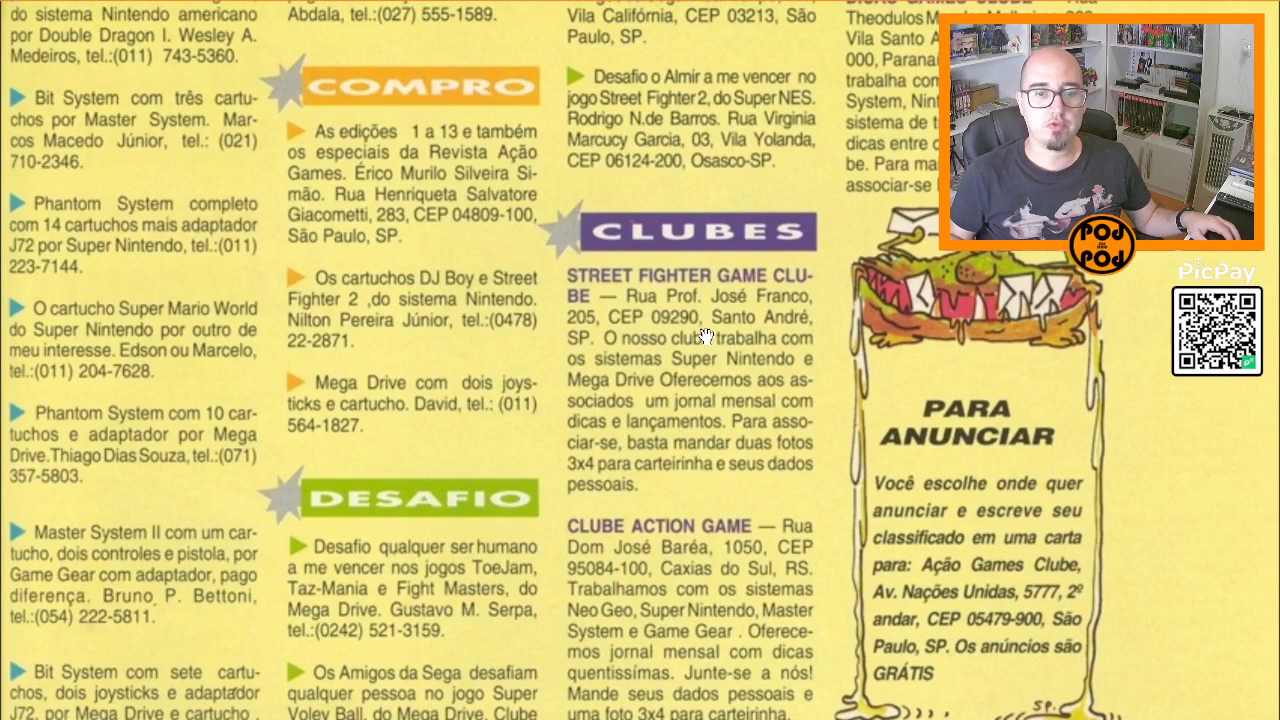 do sistema Nintendo americano
por Double Dragon I. Wesley A.
Medeiros, tel.:(011) 743-5360.
Bit System com três cartu-
chos por Master System. Mar-
cos Macedo Júnior, tel.: (021)
710-2346.
Phantom System completo
com 14 cartuchos mais adaptador
J72 por Super Nintendo, tel.:(011)
223-7144.
O cartucho Super Mario World
do Super Nintendo por outro de
meu interesse. Edson ou Marcelo,
tel.:(011) 204-7628.
Phantom System com 10 car-
tuchos e adaptador por Mega
Drive.Thiago Dias Souza, tel.:(071)
357-5803.
Master System II com um car-
tucho, dois controles e pistola, por
Game Gear com adaptador, pago
diferença. Bruno P. Bettoni,
tel.:(054) 222-5811.
Bit System com sete cartu-
chos, dois joysticks e adaptador
J72, por Mega Drive e cartucho .
Abdala, tel.:(027) 555-1589.
COMPRO
As edições 1 a 13 e também
os especiais da Revista Ação
Games. Érico Murilo Silveira Si-
mão. Rua Henriqueta Salvatore
Giacometti, 283, CEP 04809-100,
São Paulo, SP.
Os cartuchos DJ Boy e Street
Fighter 2 ,do sistema Nintendo.
Nilton Pereira Júnior, tel.:(0478)
22-2871.
Mega Drive com dois joys-
ticks e cartucho. David, tel.: (011)
564-1827.
DESAFIO
Desafio qualquer ser humano
a me vencer nos jogos ToeJam,
Taz-Mania e Fight Masters, do
Mega Drive. Gustavo M. Serpa,
tel.:(0242) 521-3159.
Os Amigos da Sega desafiam
qualquer pessoa no jogo Super
Voley Ball, do Mega Drive. Clube
Vila Califórnia, CEP 03213, São
Paulo, SP.
Desafio o Almir a me vencer no
jogo Street Fighter 2, do Super NES.
Rodrigo N.de Barros. Rua Virginia
Marcucy Garcia, 03, Vila Yolanda,
CEP 06124-200, Osasco-SP.
CLUBES
STREET FIGHTER GAME CLU-
BE — Rua Prof. José Franco,
205, CEP 09290, Santo André,
SP. O nosso clube trabalha com
os sistemas Super Nintendo e
Mega Drive Oferecemos aos as-
sociados um jornal mensal com
dicas e lançamentos. Para asso-
ciar-se, basta mandar duas fotos
3x4 para carteirinha e seus dados
pessoais.
CLUBE ACTION GAME — Rua
Dom José Baréa, 1050, CEP
95084-100, Caxias do Sul, RS.
Trabalhamos com os sistemas
Neo Geo, Super Nintendo, Master
System e Game Gear . Oferece-
mos jornal mensal com dicas
quentissímas. Junte-se a nós!
Mande seus dados pessoais e
uma foto 3x4 para carteirinha.
Theodulos
Vila Santo A
000, Parana
trabalha com
System, Nin
sistema de t
dicas entre
be. Para ma
associar-se
PARA
ANUNCIAR
Você escolhe onde quer
anunciar e escreve seu
classificado em uma carta
para: Ação Games Clube,
Av. Nações Unidas, 5777, 2º
andar, CEP 05479-900, São
Paulo, SP. Os anúncios são
GRÁTIS
SP.
POD
POD
PicPay